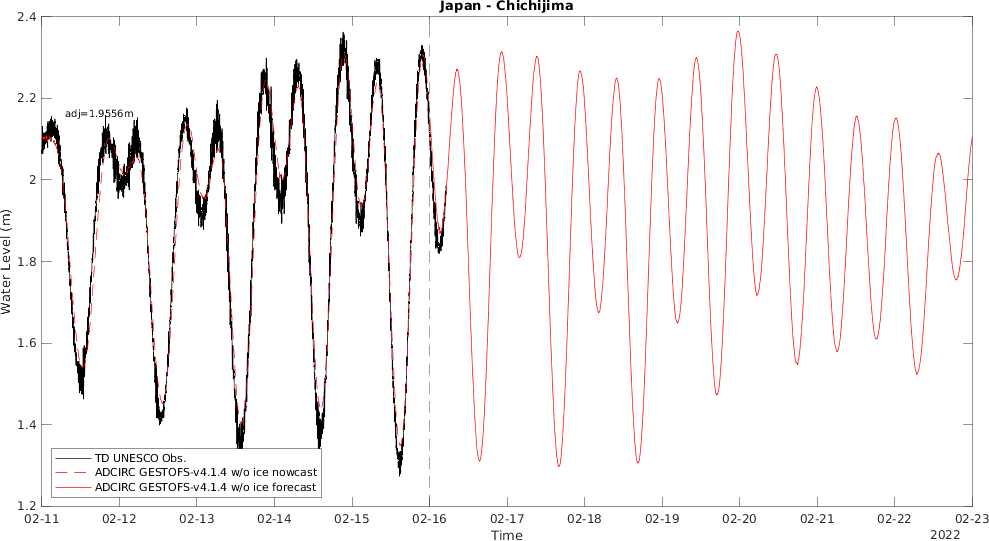 Japan - Chichijima
2.4
2.2
2
1.8
1.6
1.4
1.2
Water Level (m)
adj=1.9556m
TD UNESCO Obs.
ADCIRC GESTOFS-v4.1.4 w/o ice nowcast
ADCIRC GESTOFS-v4.1.4 w/o ice forecast
02-11 02-12 02-13 02-14 02-15 02-16 02-17 02-18 02-19 02-20 02-21 02-22 02-23
Time
2022